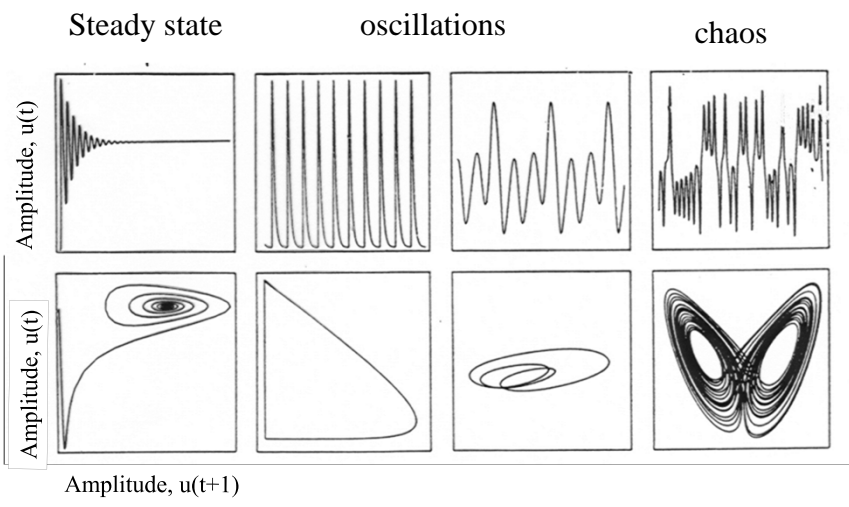 Steady state
oscillations
chaos
Amplitude, u(t)
Amplitude, u(t)
Amplitude, u(t+1)